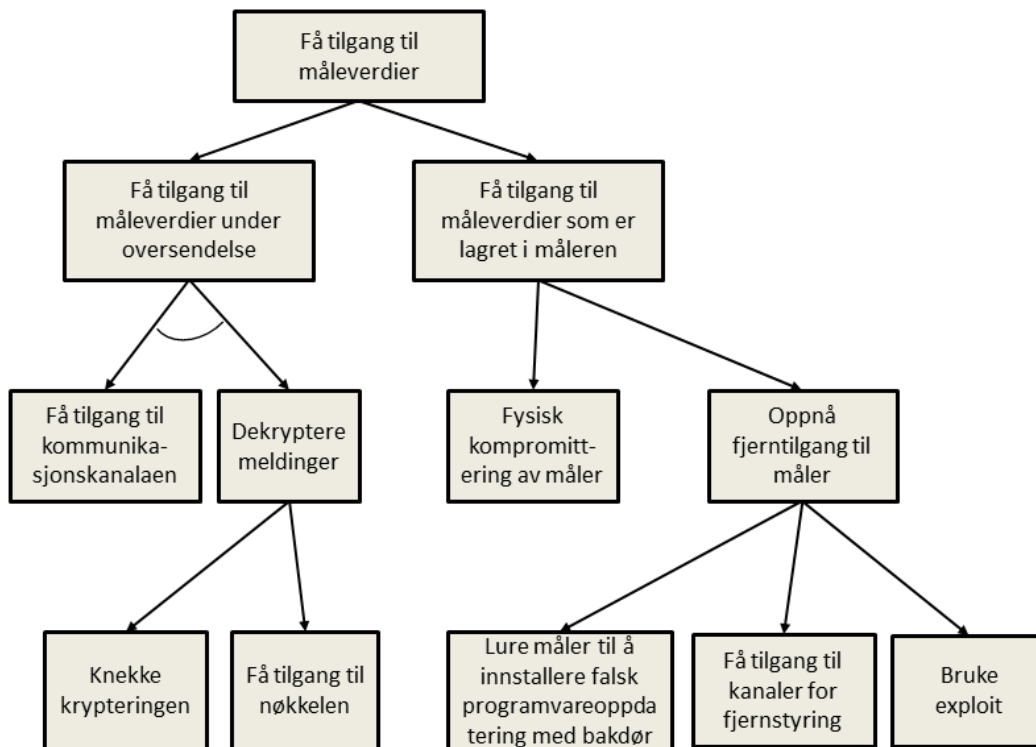 Få tilgang til
måleverdier
Få tilgang til
måleverdier under
oversendelse
Få tilgang til
måleverdier som er
lagret i måleren
Få tilgang til
kommunika-
sjonskanalaen
Dekryptere
meldinger
Fysisk
kompromitt-
ering av måler
Oppnå
fjerntilgang til
måler
Knekke
krypteringen
Få tilgang til
nøkkelen
Lure måler til å
innstallere falsk
programvareoppda
tering med bakdør
Få tilgang til
kanaler for
fjernstyring
Bruke
exploit